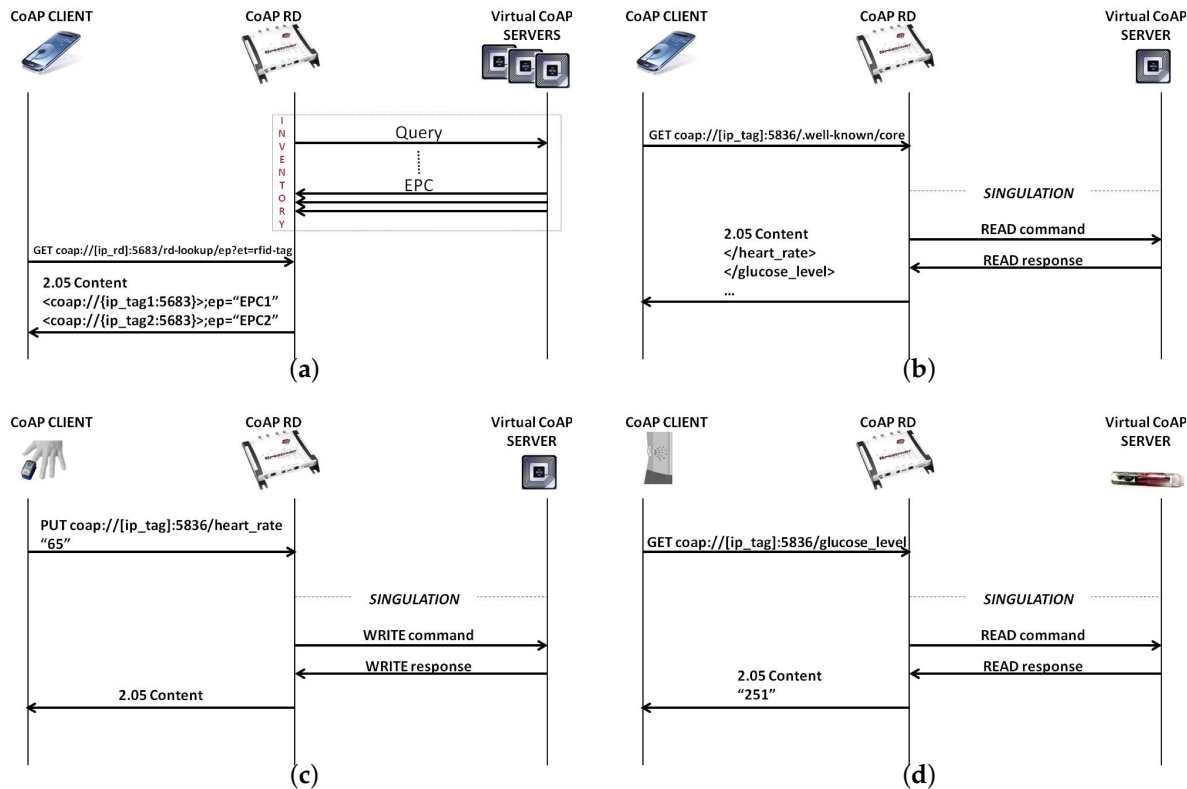 CoAP CLIENT
CoAP RD
Virtual CoAP
SERVERS
INVENTORY
Query
EPC
GET coap://[ip_rd]:5683/rd-lookup/ep?et=rfid-tag
2.05 Content
<coap://{ip_tag1:5683}>;ep=“EPC1”
<coap://{ip_tag2:5683}>;ep=“EPC2”
(a)
CoAP CLIENT
CoAP RD
Virtual CoAP
SERVER
GET coap://[ip_tag]:5836/.well-known/core
SINGULATION
READ command
READ response
2.05 Content
</heart_rate>
</glucose_level>
...
(b)
CoAP CLIENT
CoAP RD
Virtual CoAP
SERVER
PUT coap://[ip_tag]:5836/heart_rate
“65”
SINGULATION
WRITE command
WRITE response
2.05 Content
(c)
CoAP CLIENT
CoAP RD
Virtual CoAP
SERVER
GET coap://[ip_tag]:5836/glucose_level
SINGULATION
READ command
READ response
2.05 Content
“251”
(d)